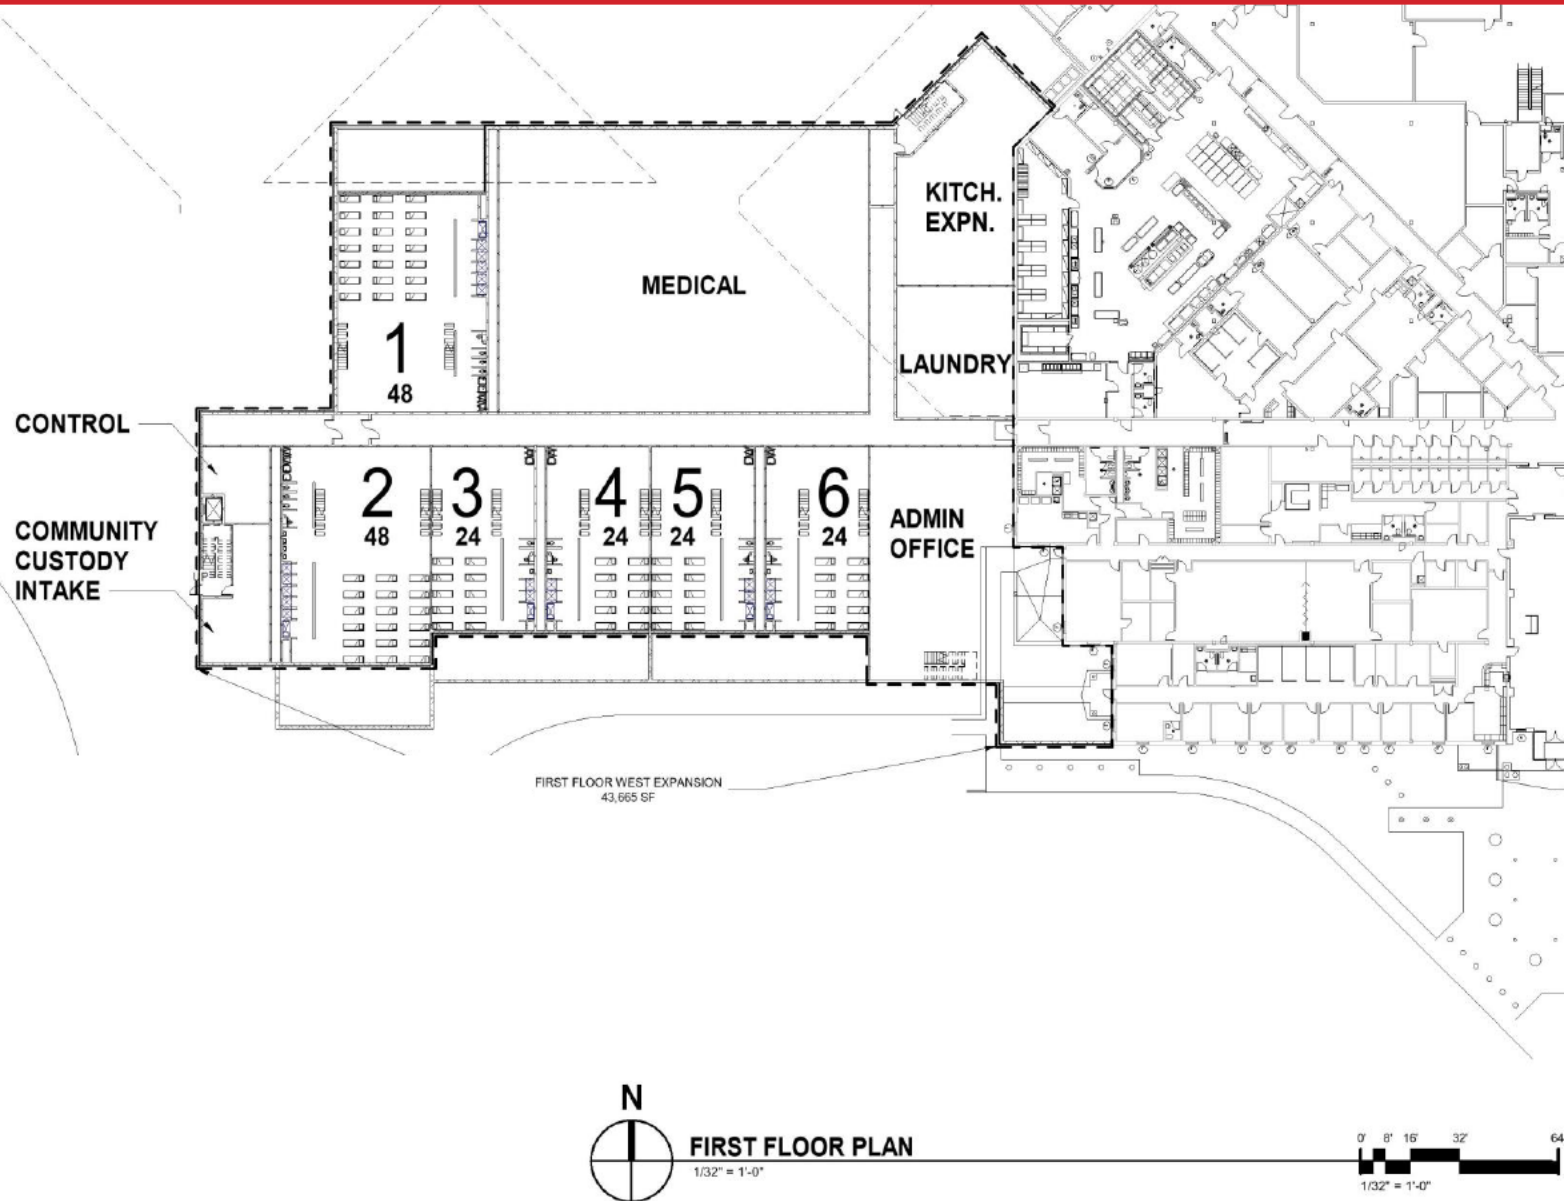 KITCH.
EXPN.
MEDICAL
LAUNDRY
1
48
CONTROL
COMMUNITY
CUSTODY
INTAKE
2
48
3
24
4
24
5
24
6
24
ADMIN
OFFICE
FIRST FLOOR WEST EXPANSION
43,665 SF
N
FIRST FLOOR PLAN
1/32" = 1'-0"
0' 8' 16' 32' 64
1/32" = 1'-0"